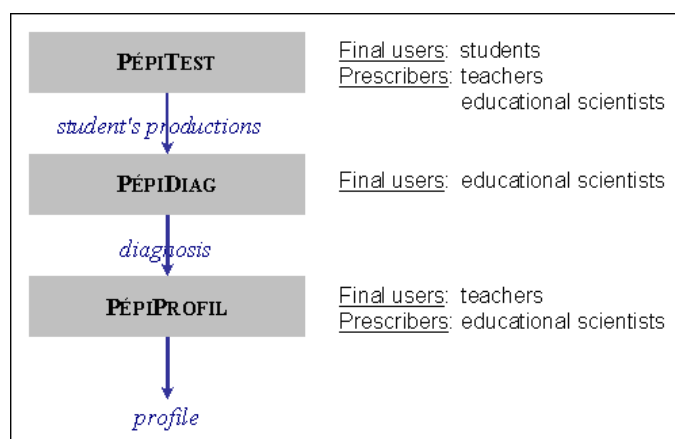 PÉPITEST
Final users: students
Prescribers: teachers
educational scientists
student's productions
PÉPIDIAG
Final users: educational scientists
diagnosis
PÉPIPROFIL
Final users: teachers
Prescribers: educational scientists
profile